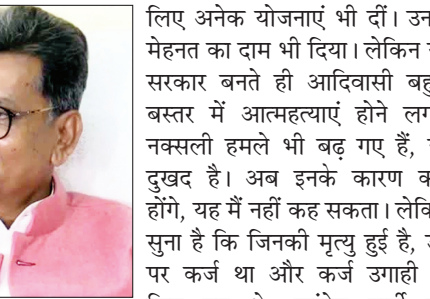 लिए अनेक योजनाएं भी दीं। उन
मेहनत का दाम भी दिया। लेकिन
सरकार बनते ही आदिवासी बहु
बस्तर में आत्महत्याएं होने लग
नक्सली हमले भी बढ़ गए हैं,
दुखद है। अब इनके कारण क
होंगे, यह मैं नहीं कह सकता। लेकि
सुना है कि जिनकी मृत्यु हुई है,
पर कर्ज था और कर्ज उगाही